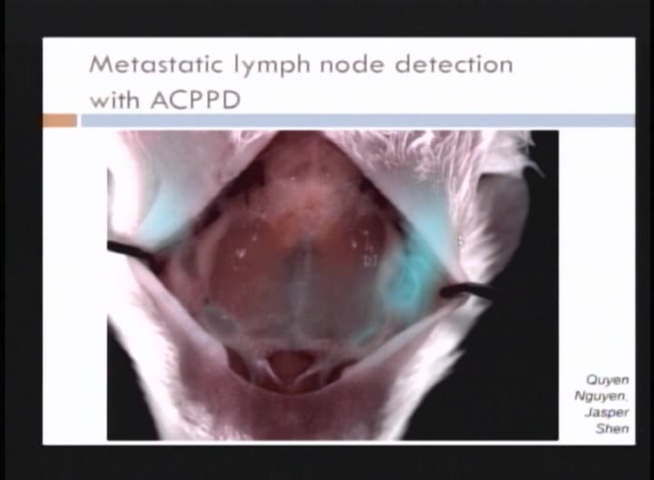 Metastatic lymph node detection
with ACPPD
Quyen
Nguyen,
Jasper
Shen